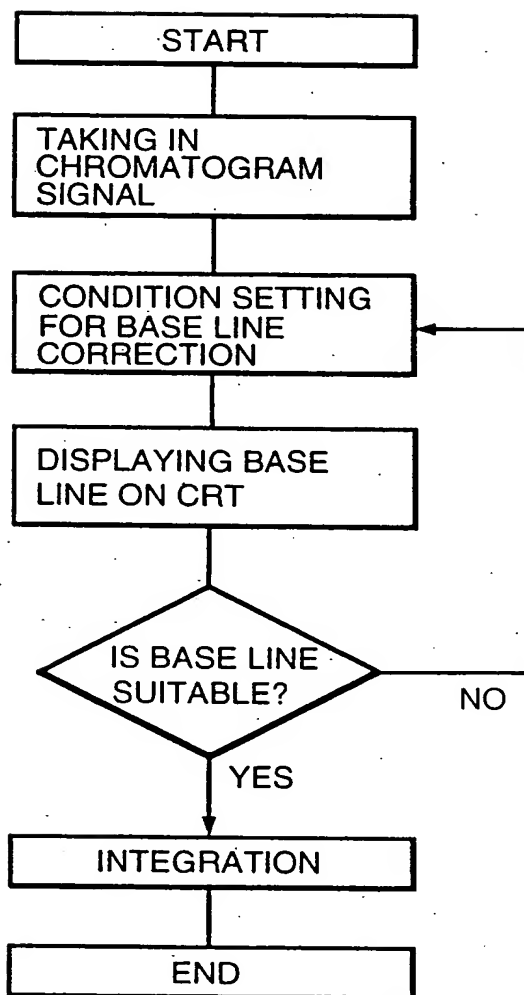 START
TAKING IN
CHROMATOGRAM
SIGNAL
CONDITION SETTING
FOR BASE LINE
CORRECTION
DISPLAYING BASE
LINE ON CRT
IS BASE LINE
SUITABLE?
NO
YES
INTEGRATION
END